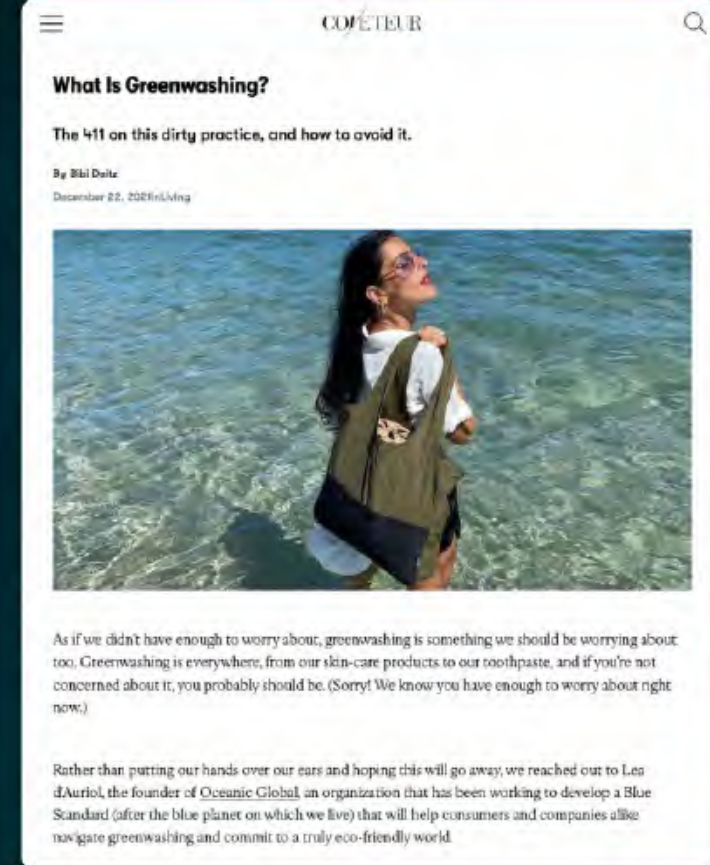 COVETEUR
What Is Greenwashing?
The 411 on this dirty practice, and how to avoid it.
By Bibi Deitz
December 22, 2021inLiving
As if we didn't have enough to worry about, greenwashing is something we should be worrying about
too. Greenwashing is everywhere, from our skin-care products to our toothpaste, and if you're not
concerned about it, you probably should be. (Sorry! We know you have enough to worry about right
now.)
Rather than putting our hands over our ears and hoping this will go away, we reached out to Lea
d'Auriol, the founder of Oceanic Global, an organization that has been working to develop a Blue
Standard (after the blue planet on which we live) that will help consumers and companies alike
navigate greenwashing and commit to a truly eco-friendly world.